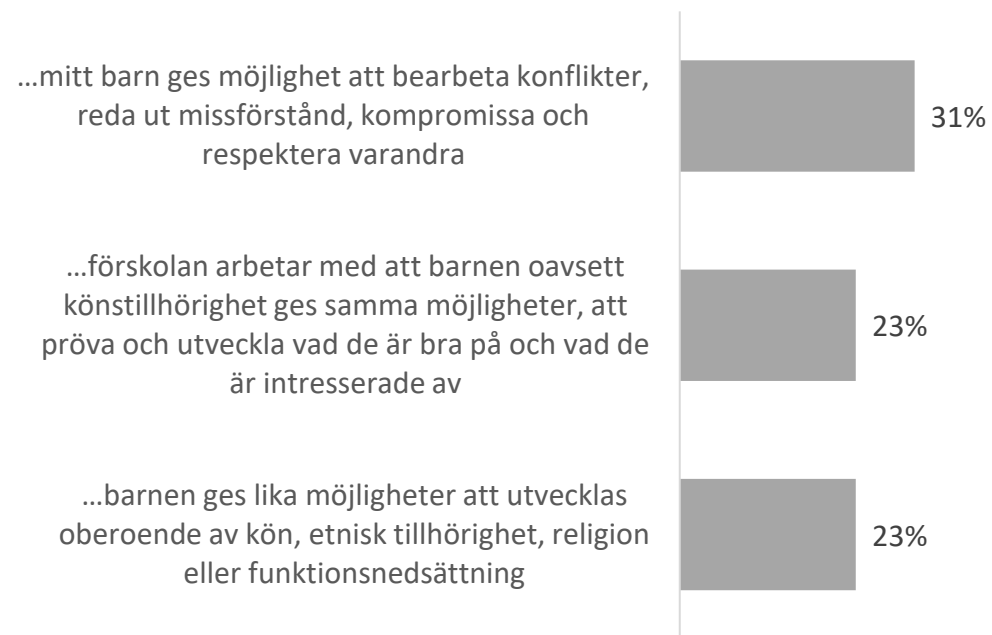 …mitt barn ges möjlighet att bearbeta konflikter,
reda ut missförstånd, kompromissa och
respektera varandra
31%
…förskolan arbetar med att barnen oavsett
könstillhörighet ges samma möjligheter, att
pröva och utveckla vad de är bra på och vad de
är intresserade av
23%
…barnen ges lika möjligheter att utvecklas
oberoende av kön, etnisk tillhörighet, religion
eller funktionsnedsättning
23%